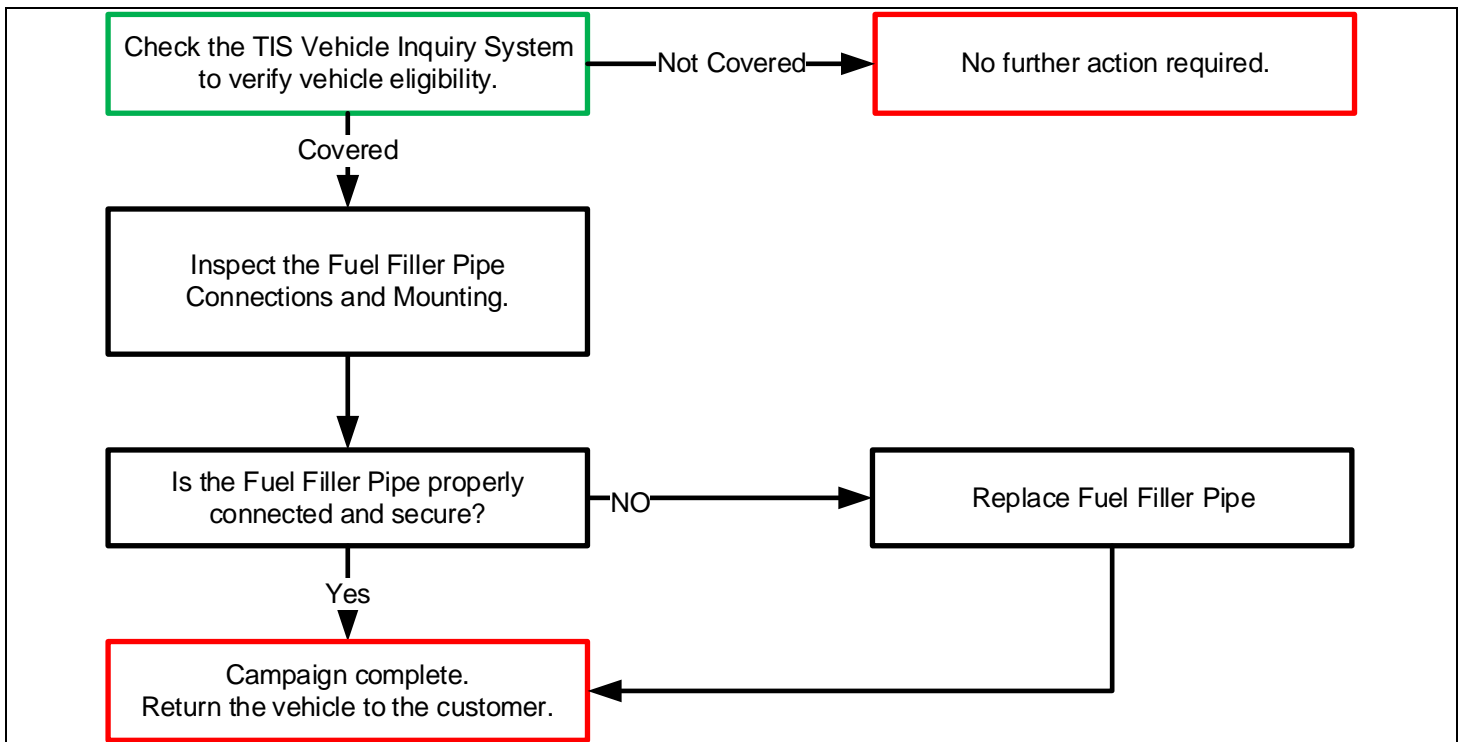 Check the TIS Vehicle Inquiry System
to verify vehicle eligibility.
Not Covered
No further action required.
Covered
Inspect the Fuel Filler Pipe
Connections and Mounting.
Is the Fuel Filler Pipe properly
connected and secure?
NO
Replace Fuel Filler Pipe
Yes
Campaign complete.
Return the vehicle to the customer.